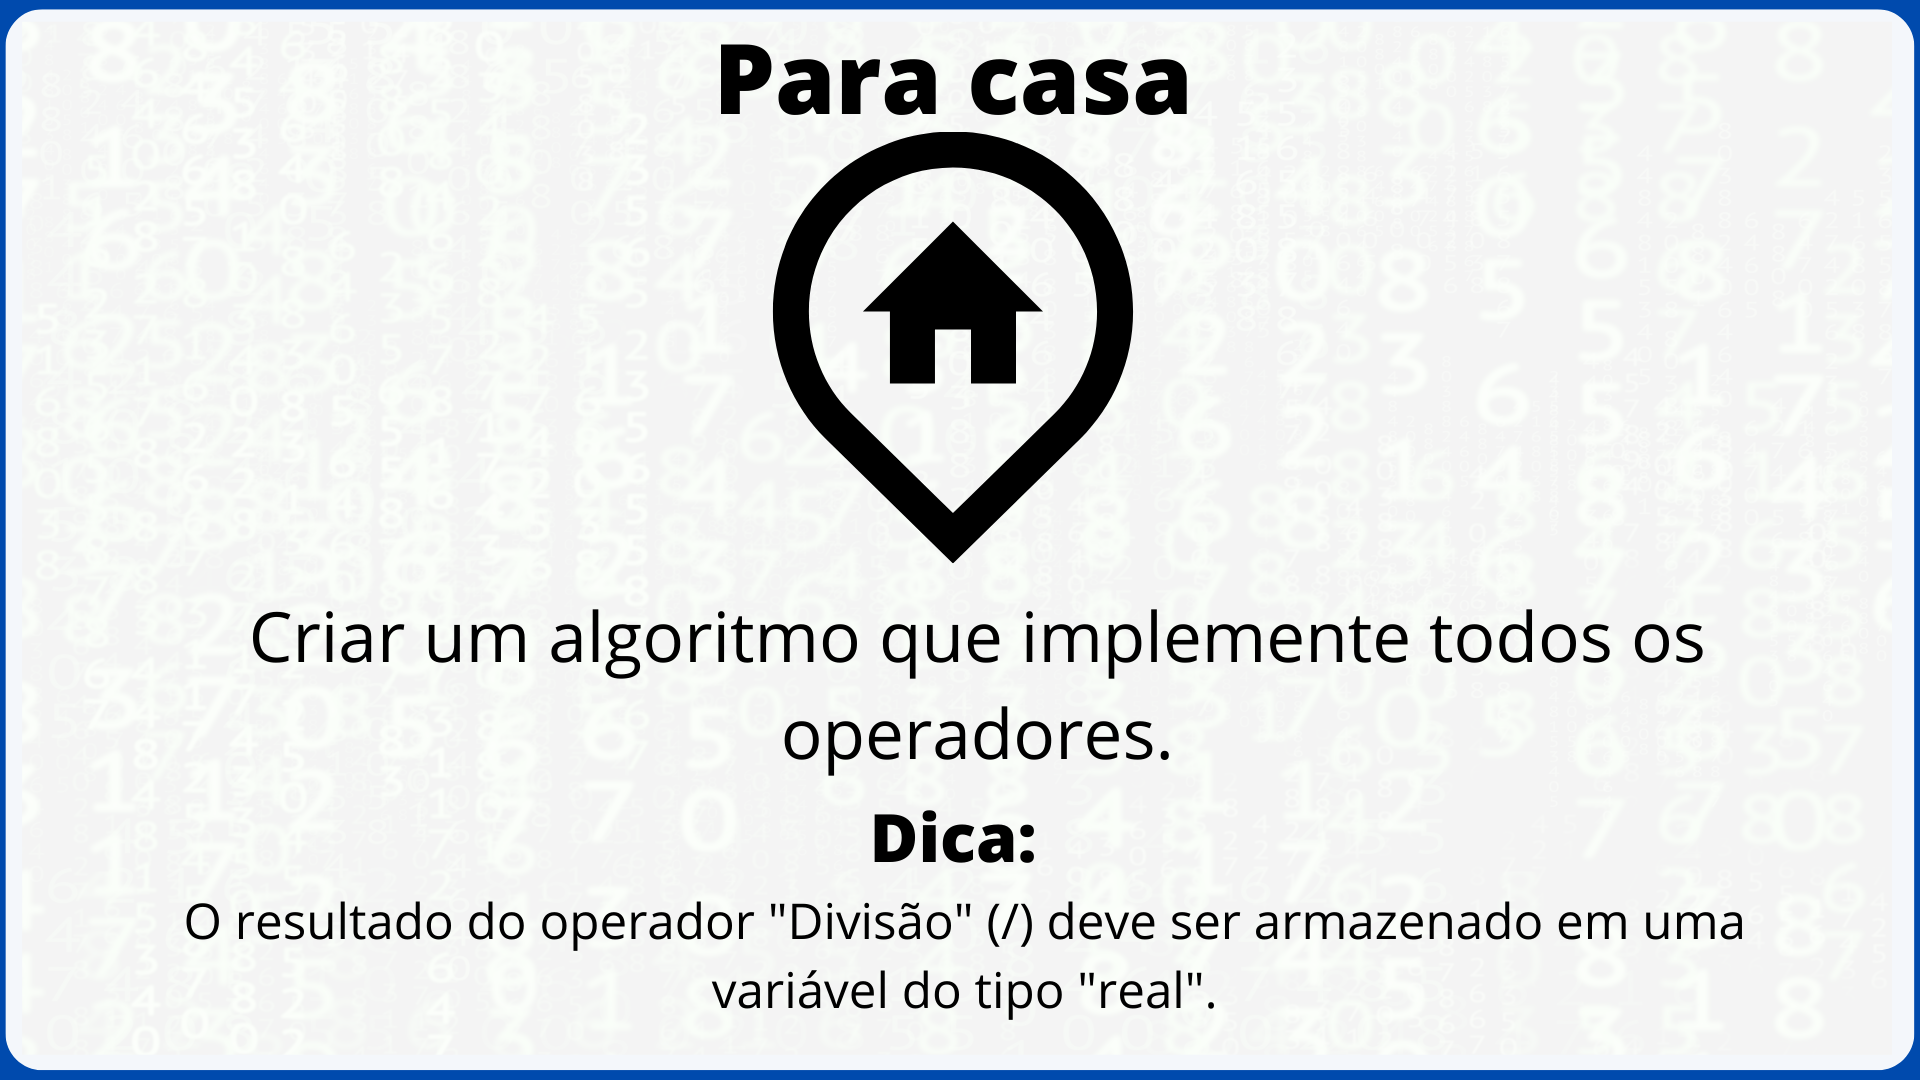 Para casa
Criar um algoritmo que implemente todos os
operadores.
Dica:
O resultado do operador "Divisão" (/) deve ser armazenado em uma
variável do tipo "real".